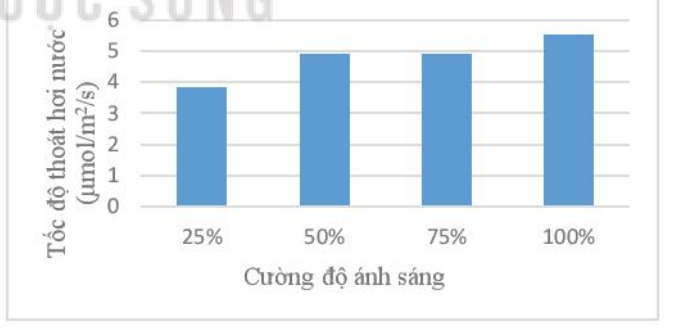 SỐNG
6
5
4
3
2
1
0
Tốc độ thoát hơi nước
(µmol/m²/s)
25% 50% 75% 100%
Cường độ ánh sáng